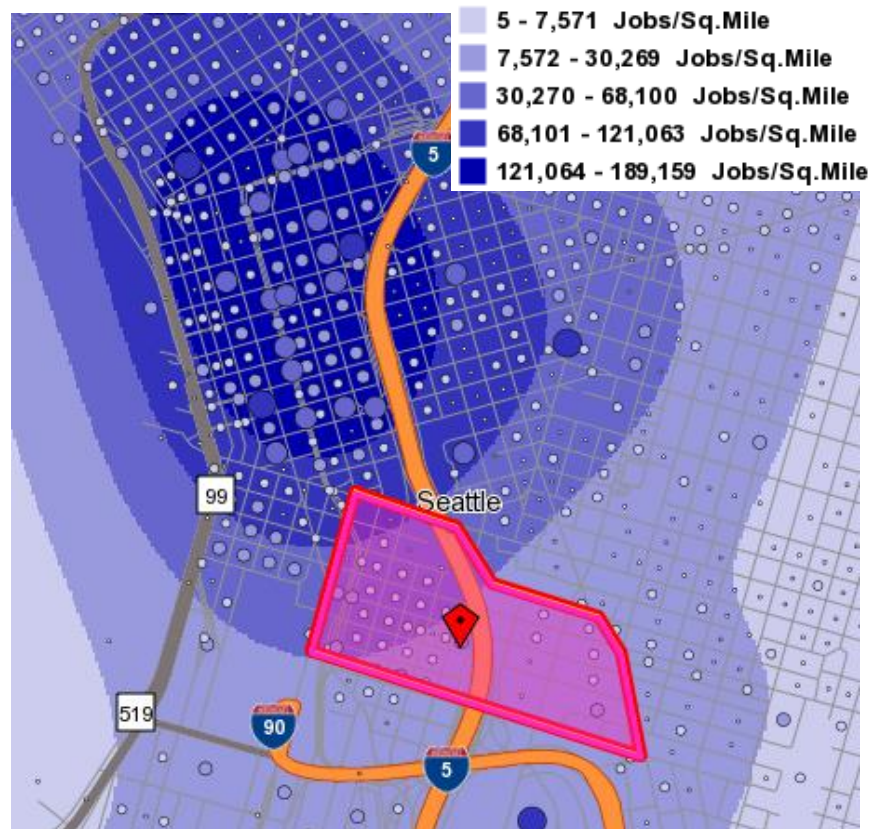 5 - 7,571 Jobs/Sq.Mile
7,572 - 30,269 Jobs/Sq.Mile
30,270 - 68,100 Jobs/Sq.Mile
68,101 - 121,063 Jobs/Sq.Mile
121,064 - 189,159 Jobs/Sq.Mile
5
99
Seattle
519
90
5